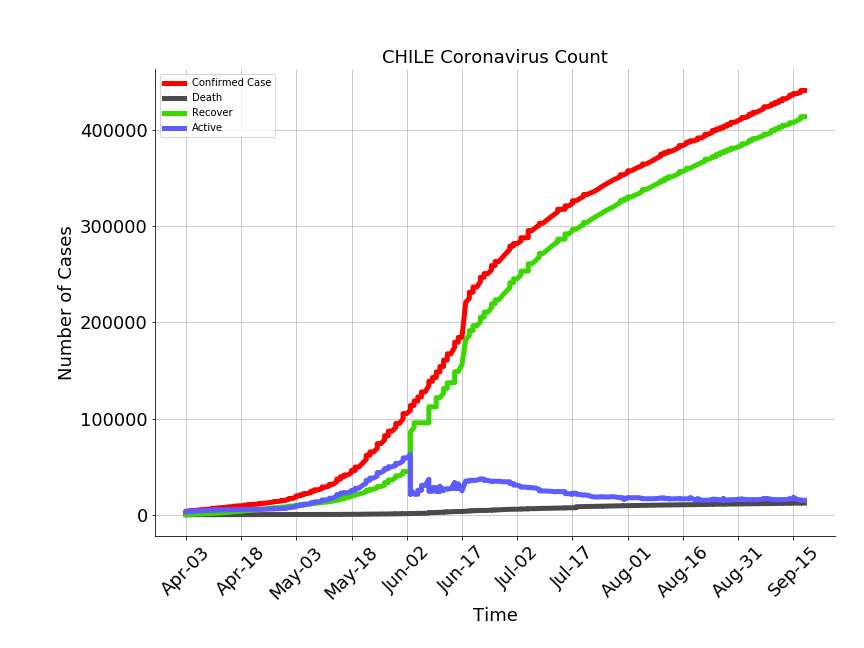 CHILE Coronavirus Count
Confirmed Case
Death
Recover
Active
Number of Cases
400000
300000
200000
100000
0
Apr-03
Apr-18
May-03
May-18
Jun-02
Jun-17
Jul-02
Jul-17
Aug-01
Aug-16
Aug-31
Sep-15
Time